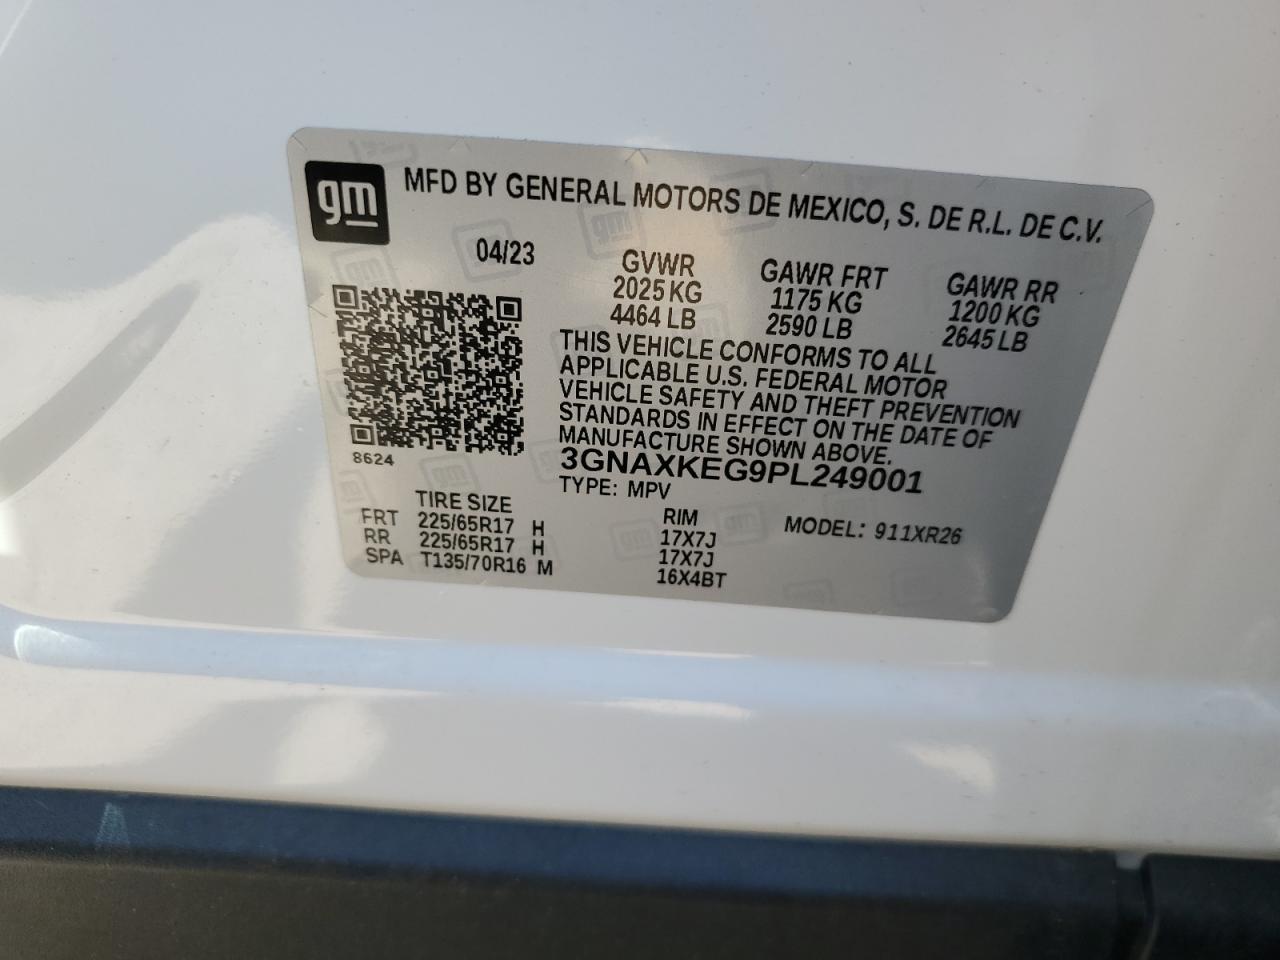 gm
MFD BY GENERAL MOTORS DE MEXICO, S. DE R.L. DE C.V.
04/23
GVWR GAWR FRT GAWR RR
2025 KG 1175 KG 1200 KG
4464 LB 2590 LB 2645 LB
THIS VEHICLE CONFORMS TO ALL
APPLICABLE U.S. FEDERAL MOTOR
VEHICLE SAFETY AND THEFT PREVENTION
STANDARDS IN EFFECT ON THE DATE OF
MANUFACTURE SHOWN ABOVE.
8624
3GNAXKEG9PL249001
TYPE: MPV
TIRE SIZE RIM MODEL: 911XR26
FRT 225/65R17 H 17X7J
RR 225/65R17 H 17X7J
SPA T135/70R16 M 16X4BT